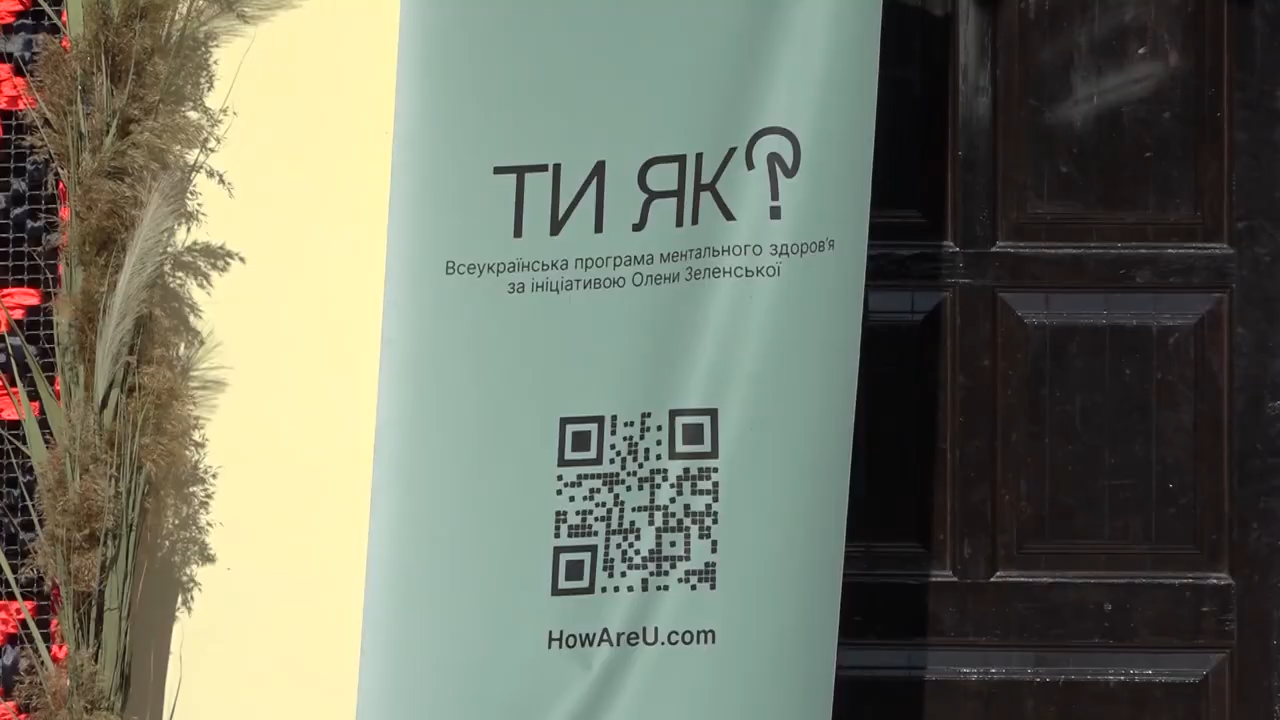 ТИ ЯК?
Всеукраїнська програма ментального здоров'я
за ініціативою Олени Зеленської
HowAreU.com